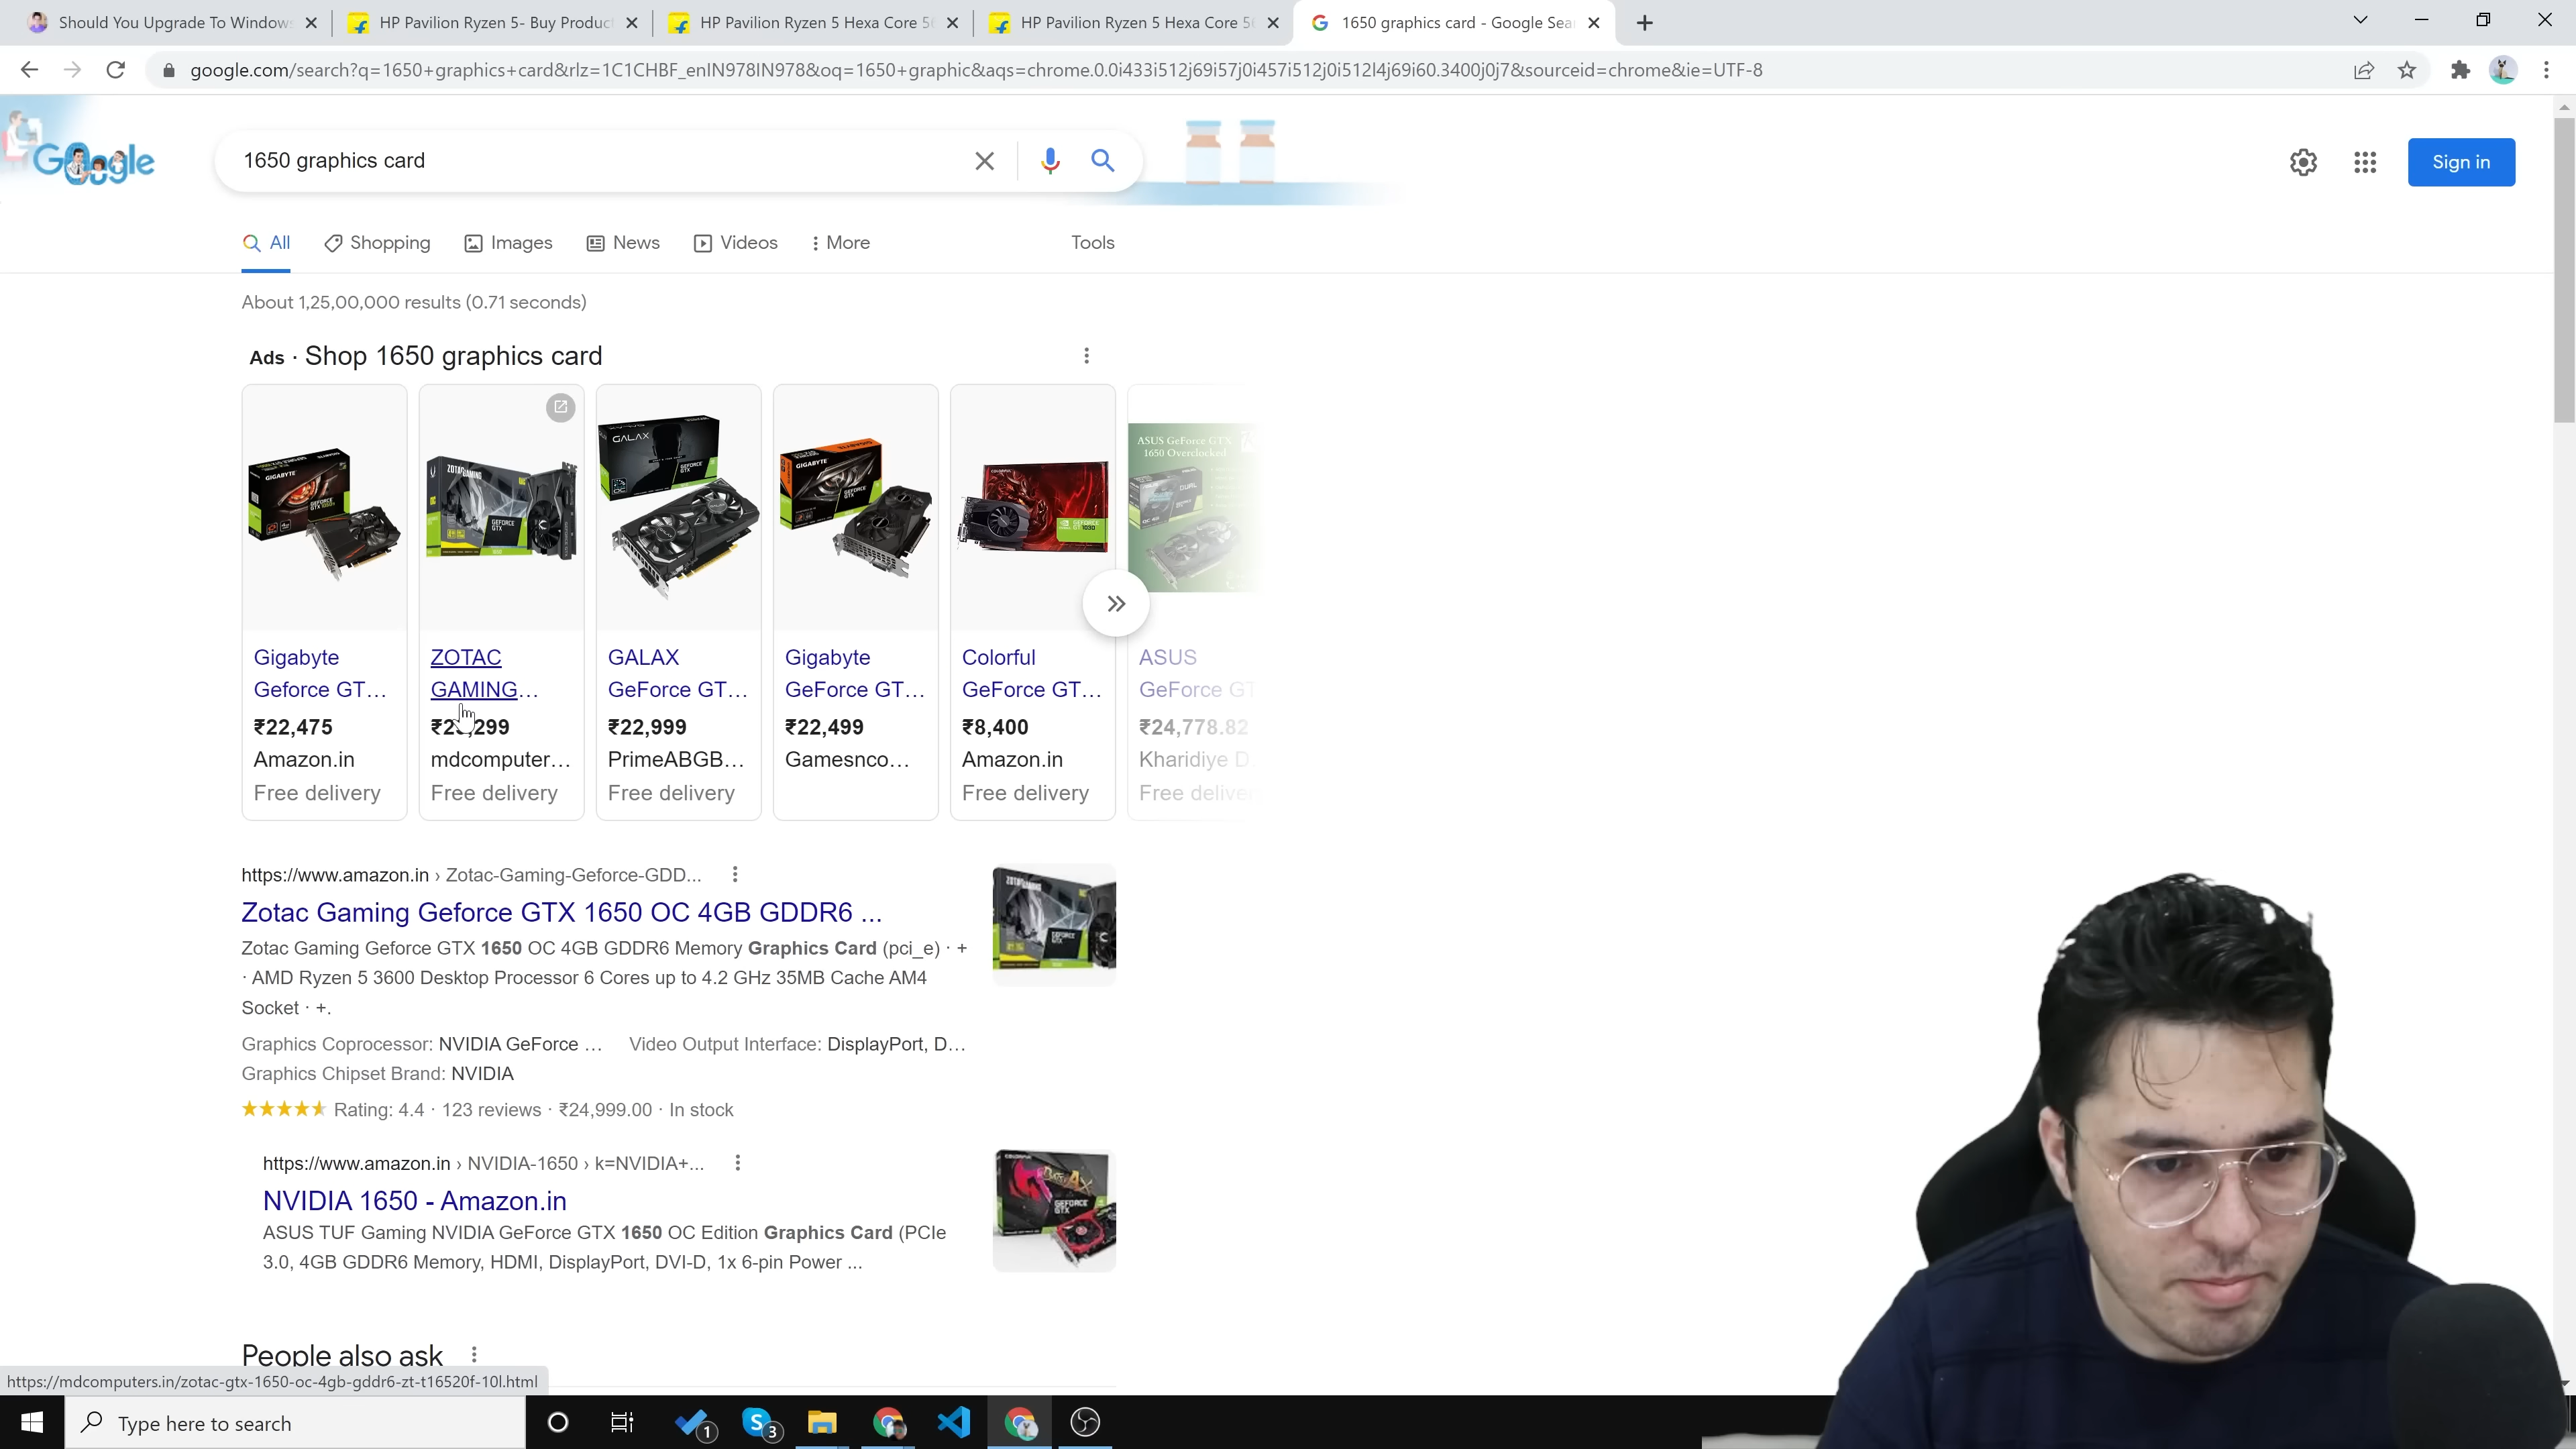 Should You Upgrade To Window
HP Pavilion Ryzen 5- Buy Produc
HP Pavilion Ryzen 5 Hexa Core 5
HP Pavilion Ryzen 5 Hexa Core 5
1650 graphics card - Google Sea
google.com/search?q=1650+graphics+card&rlz=1C1CHBF_enIN978IN978&oq=1650+graphic&aqs=chrome.0.0i433i512j69i57j0i457i512j0i512l4j69i60.3400j0j7&sourceid=chrome&ie=UTF-8
Google
1650 graphics card
Sign in
All
Shopping
Images
News
Videos
More
Tools
About 1,25,00,000 results (0.71 seconds)
Ads · Shop 1650 graphics card
Gigabyte
Geforce GT...
₹22,475
Amazon.in
Free delivery
ZOTAC
GAMING...
mdcomputer...
Free delivery
GALAX
GALAX
GeForce GT...
₹22,999
PrimeABGB...
Free delivery
GIGABYTE
Gigabyte
GeForce GT...
₹22,499
Gamesnco...
Colorful
GeForce GT...
₹8,400
Amazon.in
Free delivery
ASUS GeForce GTX
1650 Overclocked
ASUS
GeForce GT
₹24,778.82
Kharidiye D
Free delive
https://www.amazon.in › Zotac-Gaming-Geforce-GDD...
Zotac Gaming Geforce GTX 1650 OC 4GB GDDR6 ...
Zotac Gaming Geforce GTX 1650 OC 4GB GDDR6 Memory Graphics Card (pci_e) · +
· AMD Ryzen 5 3600 Desktop Processor 6 Cores up to 4.2 GHz 35MB Cache AM4
Socket · +.
Graphics Coprocessor: NVIDIA GeForce ... Video Output Interface: DisplayPort, D...
Graphics Chipset Brand: NVIDIA
Rating: 4.4 · 123 reviews · ₹24,999.00 · In stock
https://www.amazon.in › NVIDIA-1650 › k=NVIDIA+...
NVIDIA 1650 - Amazon.in
ASUS TUF Gaming NVIDIA GeForce GTX 1650 OC Edition Graphics Card (PCIe
3.0, 4GB GDDR6 Memory, HDMI, DisplayPort, DVI-D, 1x 6-pin Power ...
People also ask
https://mdcomputers.in/zotac-gtx-1650-oc-4gb-gddr6-zt-t16520f-10l.html
Type here to search
1
3